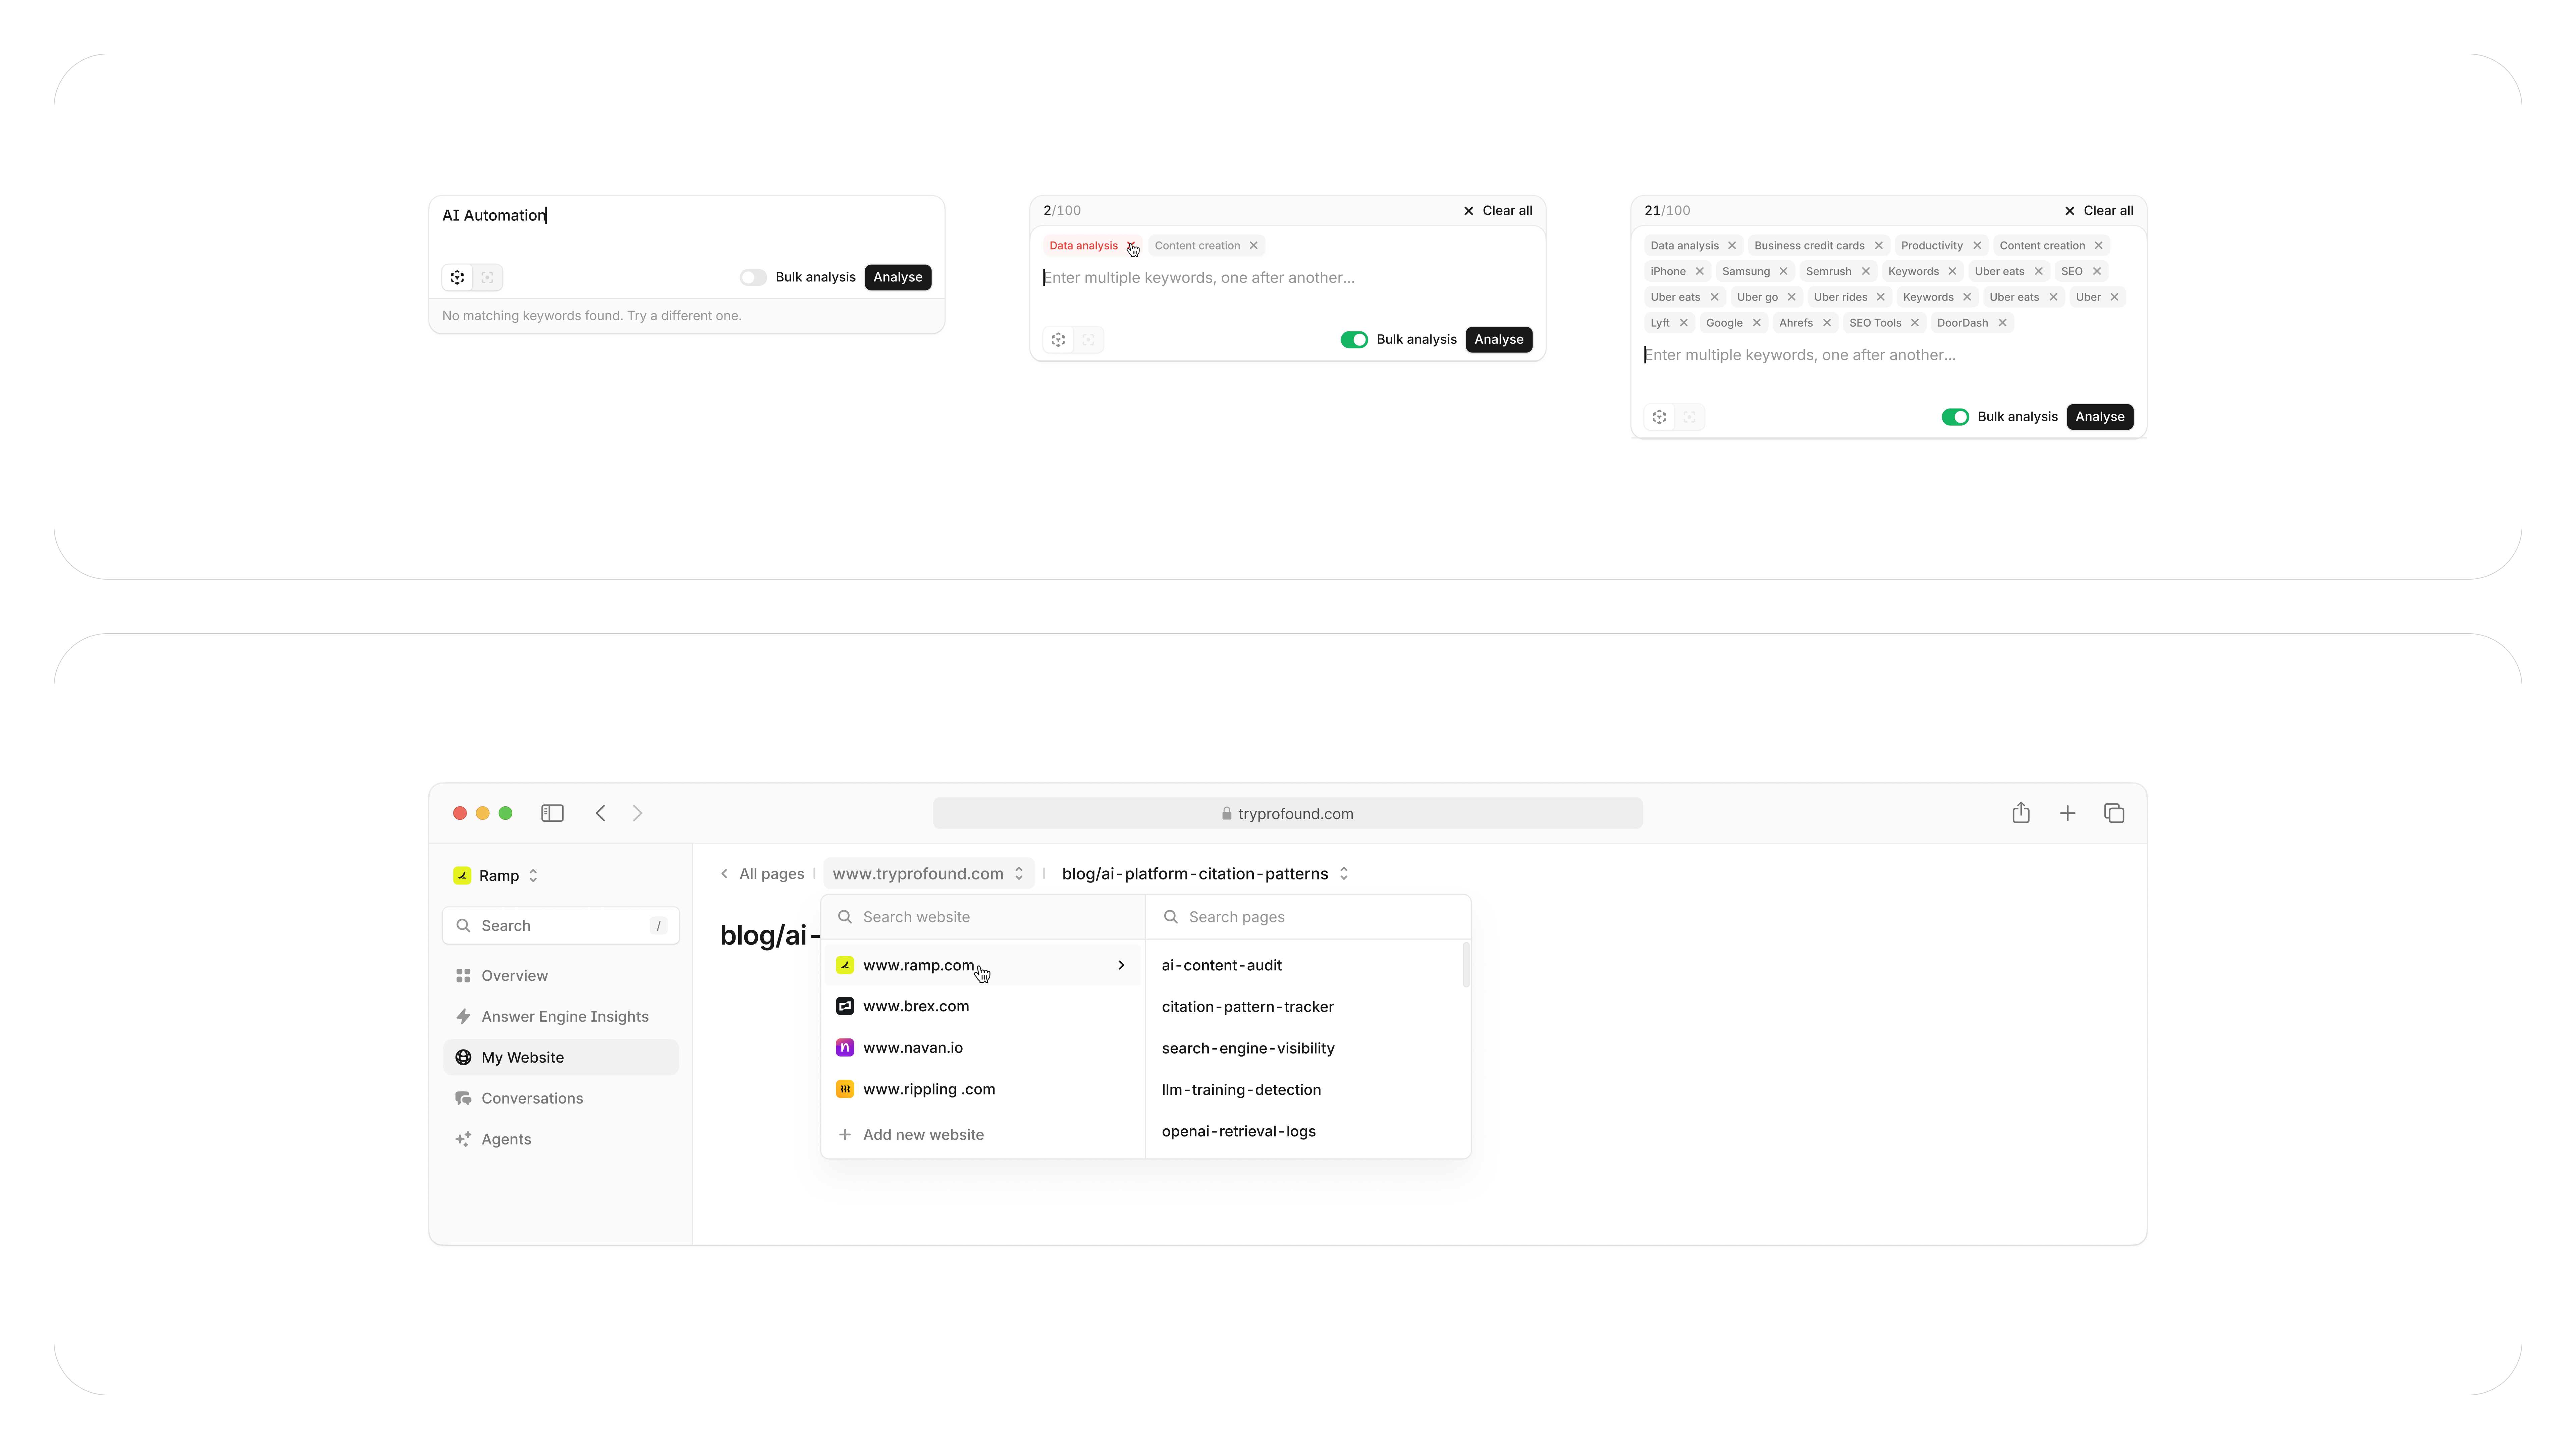 AI Automation
Bulk analysis
Analyse
No matching keywords found. Try a different one.
2/100
Clear all
Data analysis
Content creation
Enter multiple keywords, one after another...
Bulk analysis
Analyse
21/100
Clear all
Data analysis Business credit cards Productivity Content creation
iPhone Samsung Semrush Keywords Uber eats SEO
Uber eats Uber go Uber rides Keywords Uber eats Uber
Lyft Google Ahrefs SEO Tools DoorDash
Enter multiple keywords, one after another...
Bulk analysis
Analyse
tryprofound.com
Ramp
Search /
Overview
Answer Engine Insights
My Website
Conversations
Agents
All pages
www.tryprofound.com
blog/ai-platform-citation-patterns
blog/ai-
Search website
www.ramp.com
www.brex.com
www.navan.io
www.rippling .com
Add new website
Search pages
ai-content-audit
citation-pattern-tracker
search-engine-visibility
llm-training-detection
openai-retrieval-logs